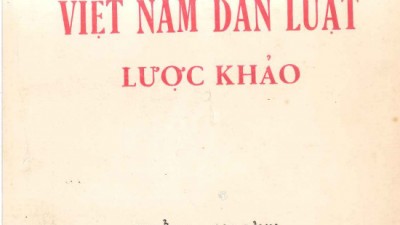 VIỆT NAM DÂN LUẬT
LƯỢC KHẢO